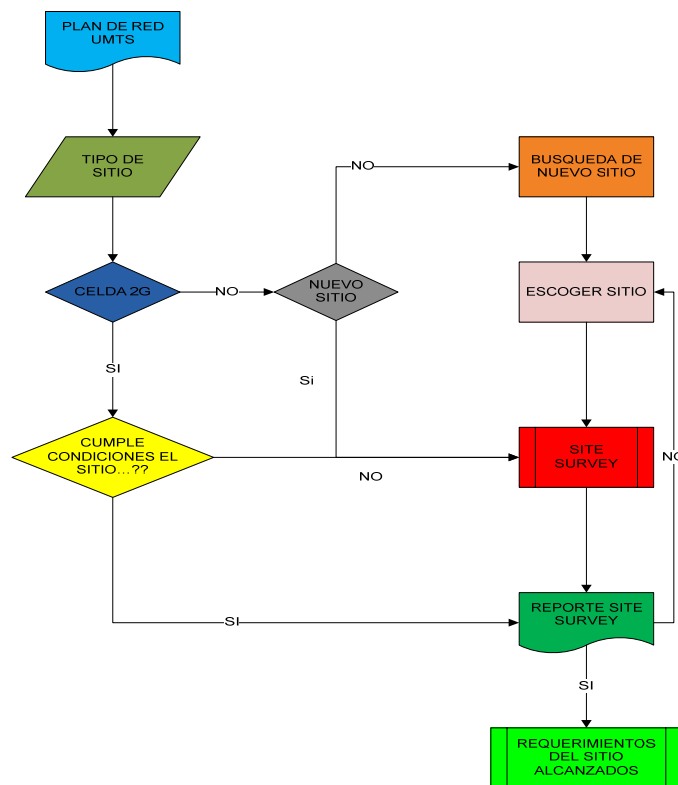 PLAN DE RED
UMTS
TIPO DE
SITIO
NO
BUSQUEDA DE
NUEVO SITIO
CELDA 2G
NO
NUEVO
SITIO
ESCOGER SITIO
SI
Si
CUMPLE
CONDICIONES EL
SITIO...??
NO
SITE
SURVEY
NO
SI
REPORTE SITE
SURVEY
SI
REQUERIMIENTOS
DEL SITIO
ALCANZADOS